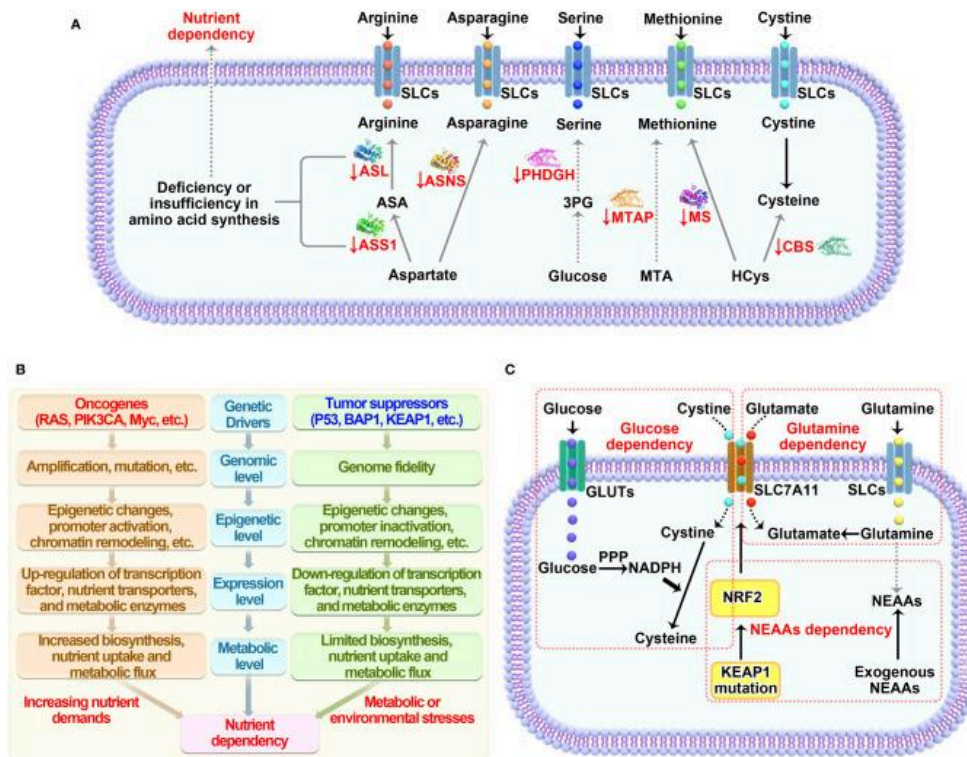 A
Nutrient
dependency
Arginine
Asparagine
Serine
Methionine
Cystine
SLCs
SLCs
SLCs
SLCs
SLCs
Arginine
Asparagine
Serine
Methionine
Cystine
↓ASL
↓ASNS
↓PHDGH
Deficiency or
insufficiency in
amino acid synthesis
ASA
3PG
↓MTAP
↓MS
Cysteine
↓ASS1
↓CBS
Aspartate
Glucose
MTA
HCys
B
Oncogenes
(RAS, PIK3CA, Myc, etc.)
Genetic
Drivers
Tumor suppressors
(P53, BAP1, KEAP1, etc.)
Amplification, mutation, etc.
Genomic
level
Genome fidelity
Epigenetic changes,
promoter activation,
chromatin remodeling, etc.
Epigenetic
level
Epigenetic changes,
promoter inactivation,
chromatin remodeling, etc.
Up-regulation of transcription
factor, nutrient transporters,
and metabolic enzymes
Expression
level
Down-regulation of transcription
factor, nutrient transporters,
and metabolic enzymes
Increased biosynthesis,
nutrient uptake and
metabolic flux
Metabolic
level
Limited biosynthesis,
nutrient uptake and
metabolic flux
Increasing nutrient
demands
Metabolic or
environmental stresses
Nutrient
dependency
C
Glucose
Cystine
Glutamate
Glutamine
Glucose
dependency
Glutamine
dependency
GLUTs
SLC7A11
SLCs
Cystine
Glutamate
Glutamine
Glucose
PPP
NADPH
NRF2
NEAAs
Cysteine
NEAAs dependency
KEAP1
mutation
Exogenous
NEAAs